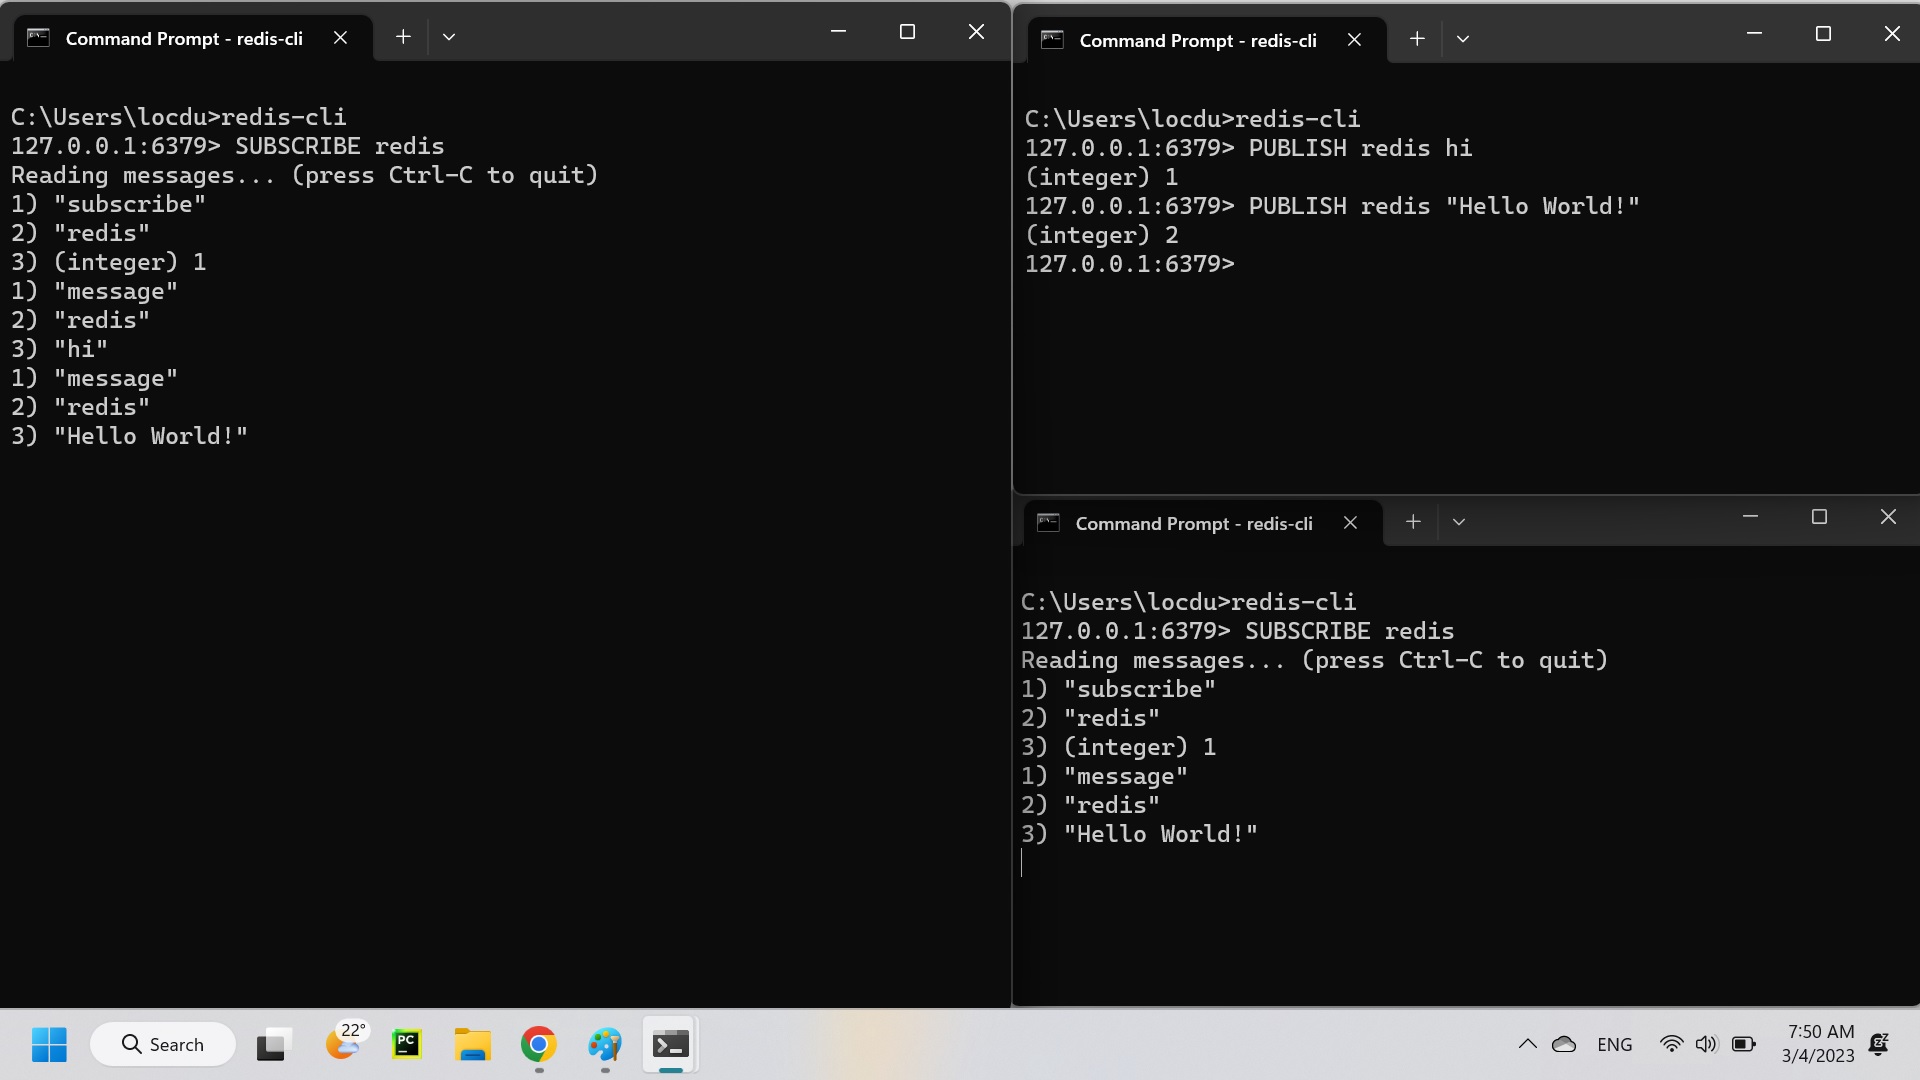 Command Prompt - redis-cli
C:\Users\locdu>redis-cli
127.0.0.1:6379> SUBSCRIBE redis
Reading messages... (press Ctrl-C to quit)
1) "subscribe"
2) "redis"
3) (integer) 1
1) "message"
2) "redis"
3) "hi"
1) "message"
2) "redis"
3) "Hello World!"
Command Prompt - redis-cli
C:\Users\locdu>redis-cli
127.0.0.1:6379> PUBLISH redis hi
(integer) 1
127.0.0.1:6379> PUBLISH redis "Hello World!"
(integer) 2
127.0.0.1:6379>
Command Prompt - redis-cli
C:\Users\locdu>redis-cli
127.0.0.1:6379> SUBSCRIBE redis
Reading messages... (press Ctrl-C to quit)
1) "subscribe"
2) "redis"
3) (integer) 1
1) "message"
2) "redis"
3) "Hello World!"
Search
22°
PC
ENG
7:50 AM
3/4/2023